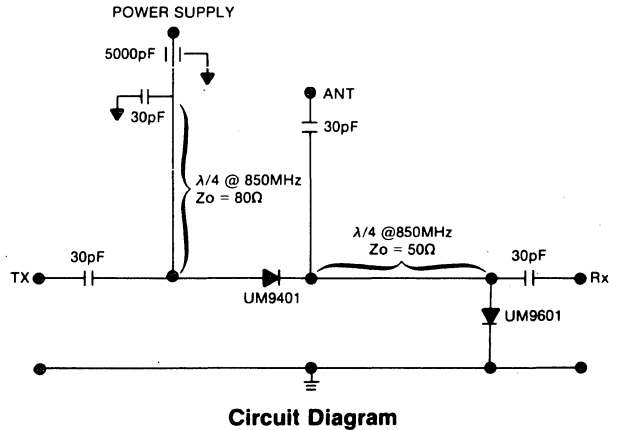 POWER SUPPLY
5000pF
30pF
ANT
30pF
λ/4 @ 850MHz
Zo = 80Ω
λ/4 @850MHz
Zo = 50Ω
30pF
30pF
TX
Rx
UM9401
UM9601
Circuit Diagram